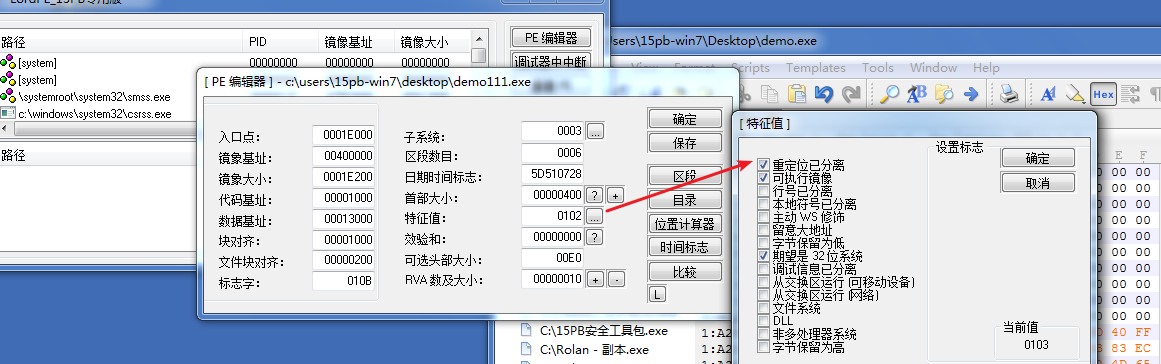 LordPE_15PB专用版
路径 PID 镜像基址 镜像大小
[system] 00000000 00000000 00000000
[system]
\systemroot\system32\smss.exe
c:\windows\system32\csrss.exe
路径
PE 编辑器
调试器中中断
[ PE 编辑器 ] - c:\users\15pb-win7\desktop\demo111.exe
入口点: 0001E000
镜象基址: 00400000
镜象大小: 0001E200
代码基址: 00001000
数据基址: 00013000
块对齐: 00001000
文件块对齐: 00000200
标志字: 010B
子系统: 0003 ...
区段数目: 0006
日期时间标志: 5D510728
首部大小: 00000400 ? +
特征值: 0102 ...
效验和: 00000000 ?
可选头部大小: 00E0
RVA 数及大小: 00000010 + -
确定
保存
区段
目录
位置计算器
时间标志
比较
L
sers\15pb-win7\Desktop\demo.exe
View Format Scripts Templates Tools Window Help
Hex
[ 特征值 ]
设置标志
重定位已分离
可执行镜像
行号已分离
本地符号已分离
主动 WS 修饰
留意大地址
字节保留为低
期望是 32位系统
调试信息已分离
从交换区运行 (可移动设备)
从交换区运行 (网络)
文件系统
DLL
非多处理器系统
字节保留为高
确定
取消
当前值
0103
E F
00 00
40 FF
83 EC
4D 65
C:\15PB安全工具包.exe
C:\Rolan - 副本.exe
1:A2
1:A2